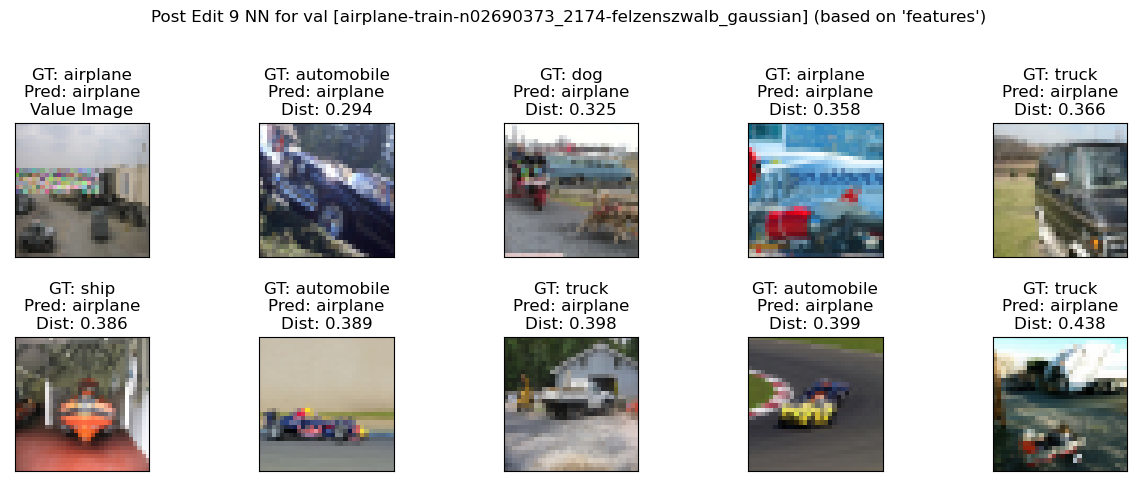 Post Edit 9 NN for val [airplane-train-n02690373_2174-felzenszwalb_gaussian] (based on 'features')
GT: airplane
Pred: airplane
Value Image
GT: automobile
Pred: airplane
Dist: 0.294
GT: dog
Pred: airplane
Dist: 0.325
GT: airplane
Pred: airplane
Dist: 0.358
GT: truck
Pred: airplane
Dist: 0.366
GT: ship
Pred: airplane
Dist: 0.386
GT: automobile
Pred: airplane
Dist: 0.389
GT: truck
Pred: airplane
Dist: 0.398
GT: automobile
Pred: airplane
Dist: 0.399
GT: truck
Pred: airplane
Dist: 0.438